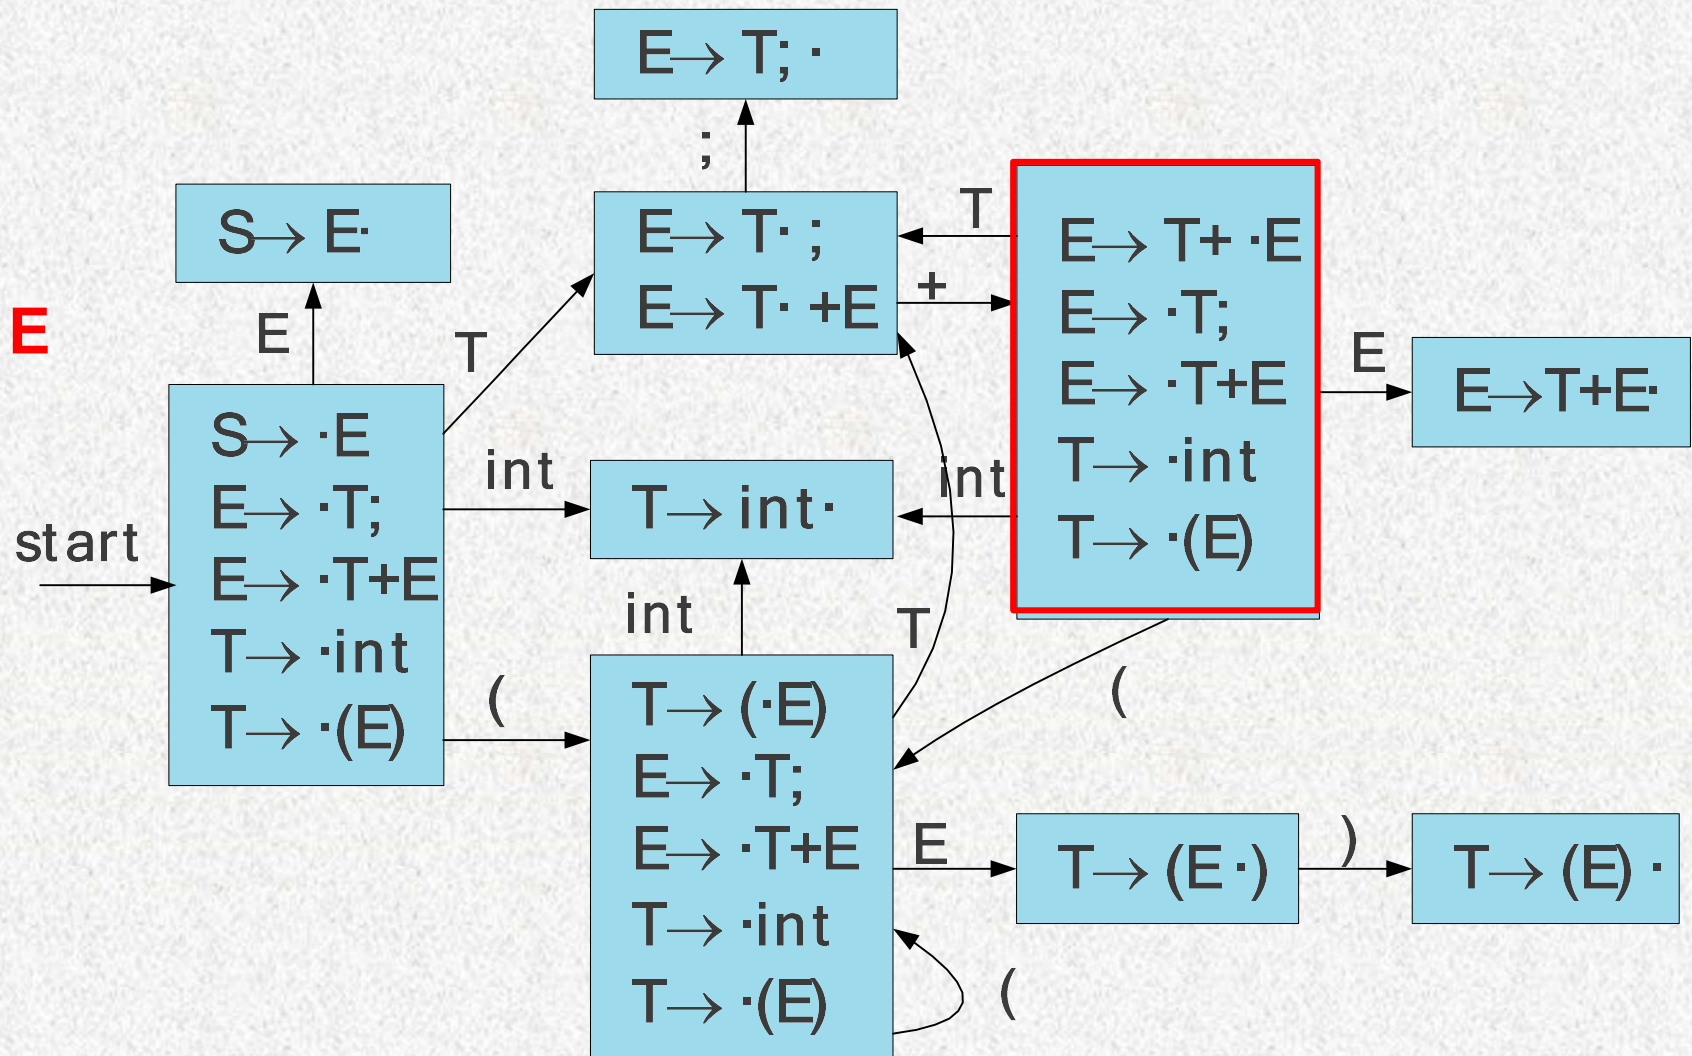 E→ T; ·
;
S→ E·
E→ T· ;
E→ T· +E
T
+
E→ T+ ·E
E→ ·T;
E→ ·T+E
T→ ·int
T→ ·(E)
E
E
T
E
E→T+E·
start
S→ ·E
E→ ·T;
E→ ·T+E
T→ ·int
T→ ·(E)
int
T→ int·
int
int
T
(
(
T→ (·E)
E→ ·T;
E→ ·T+E
T→ ·int
T→ ·(E)
E
T→ (E ·)
)
T→ (E) ·
(